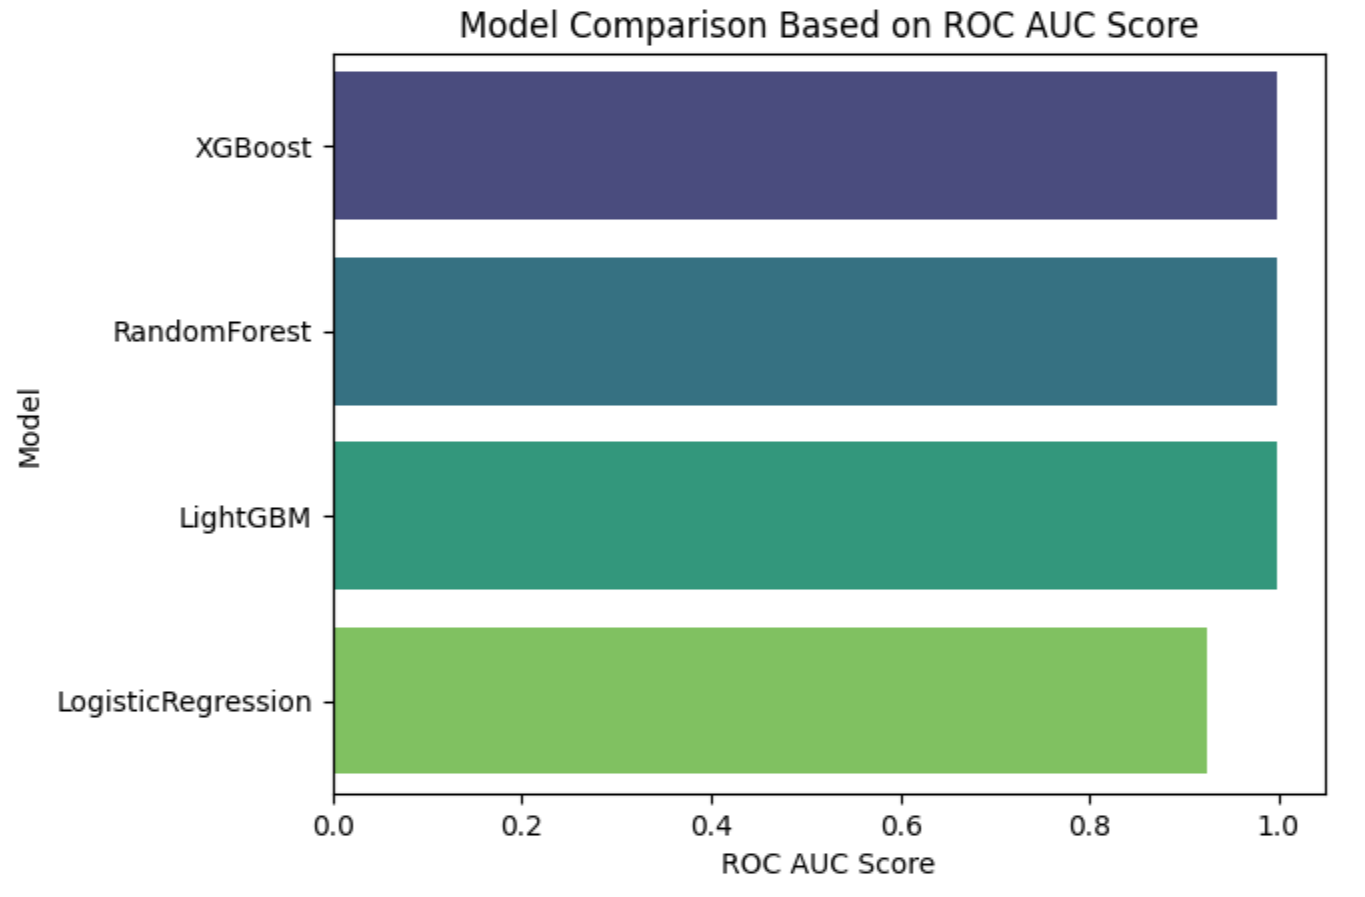 Model Comparison Based on ROC AUC Score
XGBoost
RandomForest
LightGBM
LogisticRegression
Model
0.0 0.2 0.4 0.6 0.8 1.0
ROC AUC Score